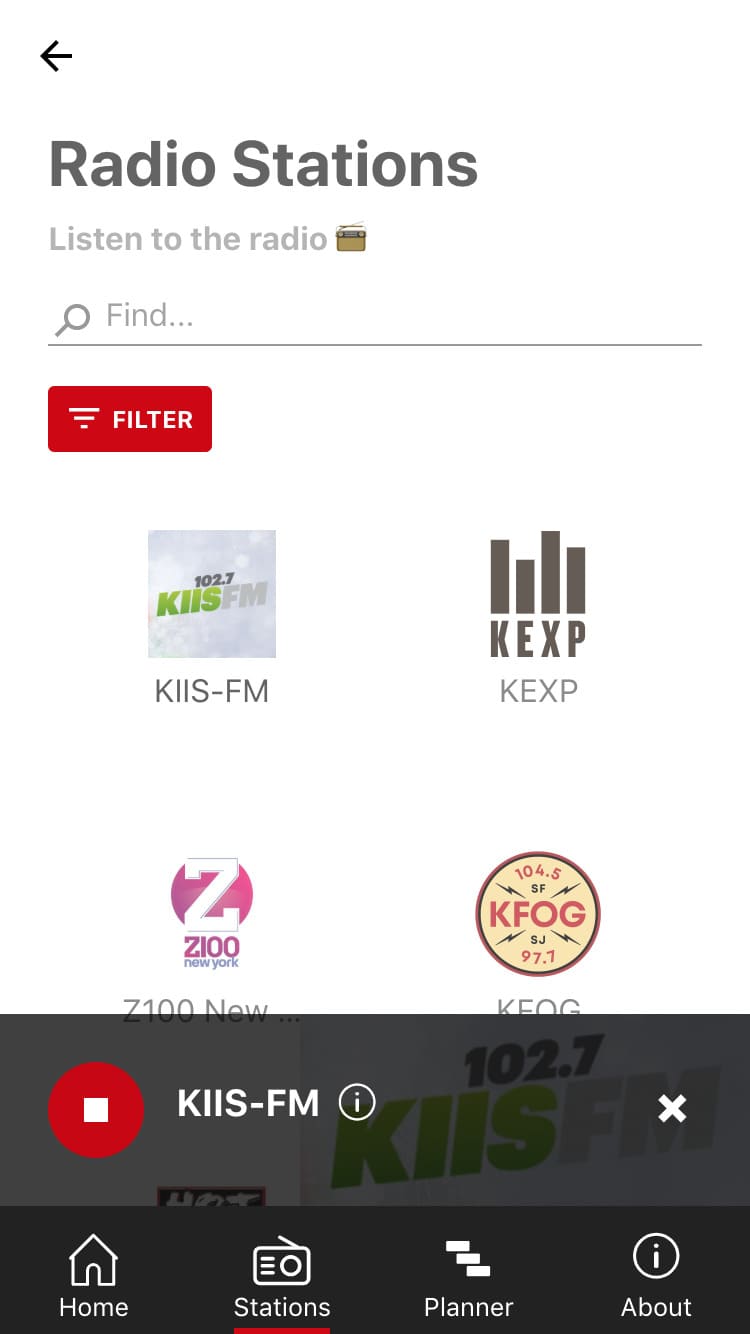 Radio Stations
Listen to the radio
Find...
FILTER
102.7
KIISFM
KEXP
KIIS-FM
KEXP
Z
Z100
new york
104.5
SF
KFOG
SJ
97.7
Z100 New ...
KFOG
102.7
KIISFM
KIIS-FM
HOT
Home
Stations
Planner
About